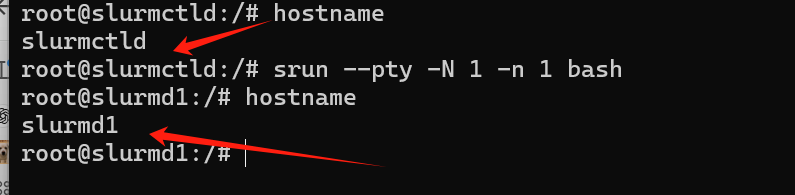 root@slurmctld:/# hostname
slurmctld
root@slurmctld:/# srun --pty -N 1 -n 1 bash
root@slurmd1:/# hostname
slurmd1
root@slurmd1:/#